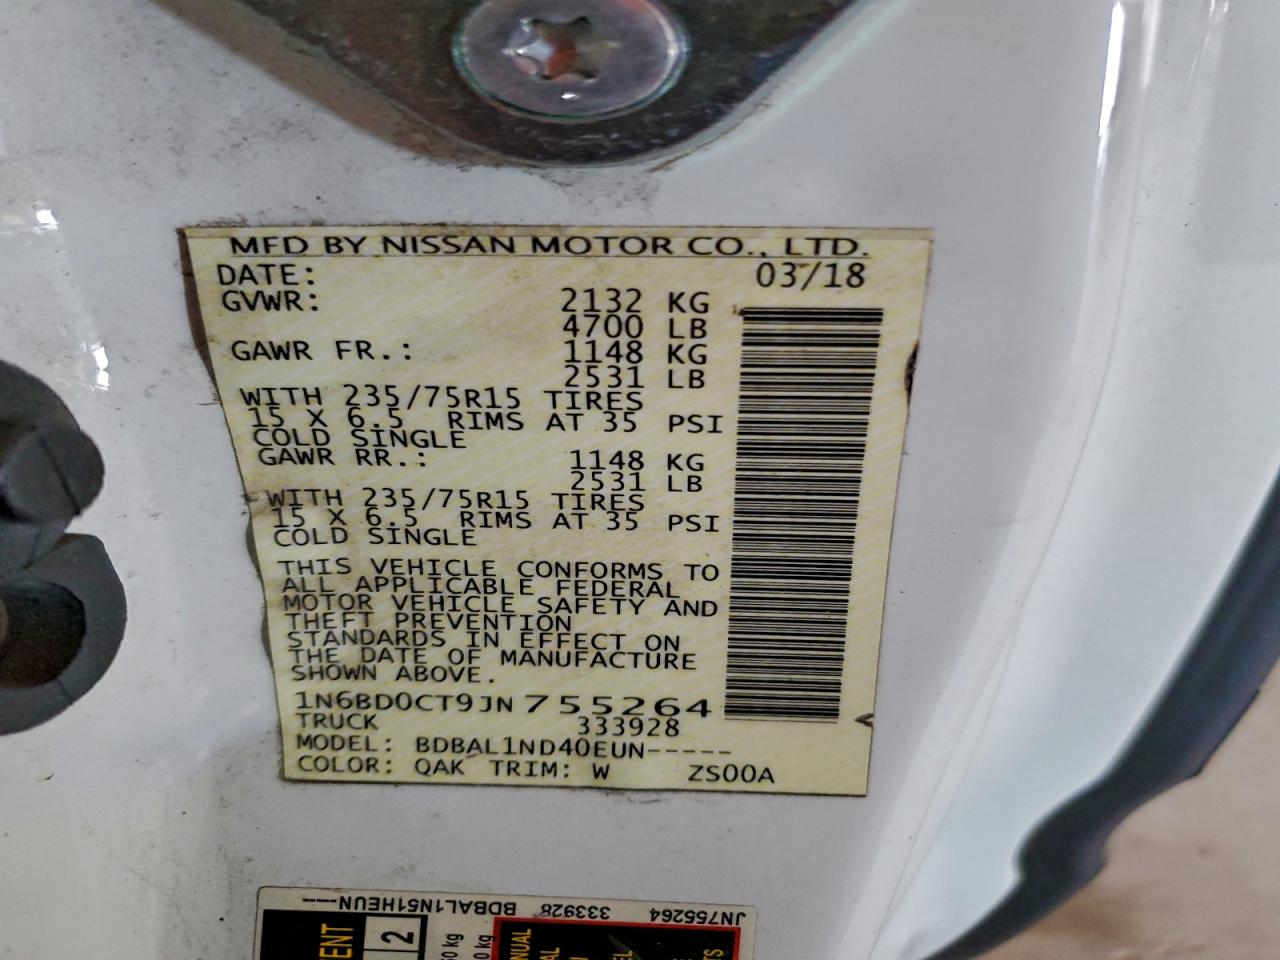 MFD BY NISSAN MOTOR CO., LTD.
DATE: 03/18
GVWR: 2132 KG
4700 LB
GAWR FR.: 1148 KG
2531 LB
WITH 235/75R15 TIRES
15 X 6.5 RIMS AT 35 PSI
COLD SINGLE
GAWR RR.: 1148 KG
2531 LB
WITH 235/75R15 TIRES
15 X 6.5 RIMS AT 35 PSI
COLD SINGLE
THIS VEHICLE CONFORMS TO
ALL APPLICABLE FEDERAL
MOTOR VEHICLE SAFETY AND
THEFT PREVENTION
STANDARDS IN EFFECT ON
THE DATE OF MANUFACTURE
SHOWN ABOVE.
1N6BD0CT9JN755264
TRUCK 333928
MODEL: BDBAL1ND40EUN-----
COLOR: QAK TRIM: W ZS00A
JN755264 333928 BDBAL1N51HEUN----
2